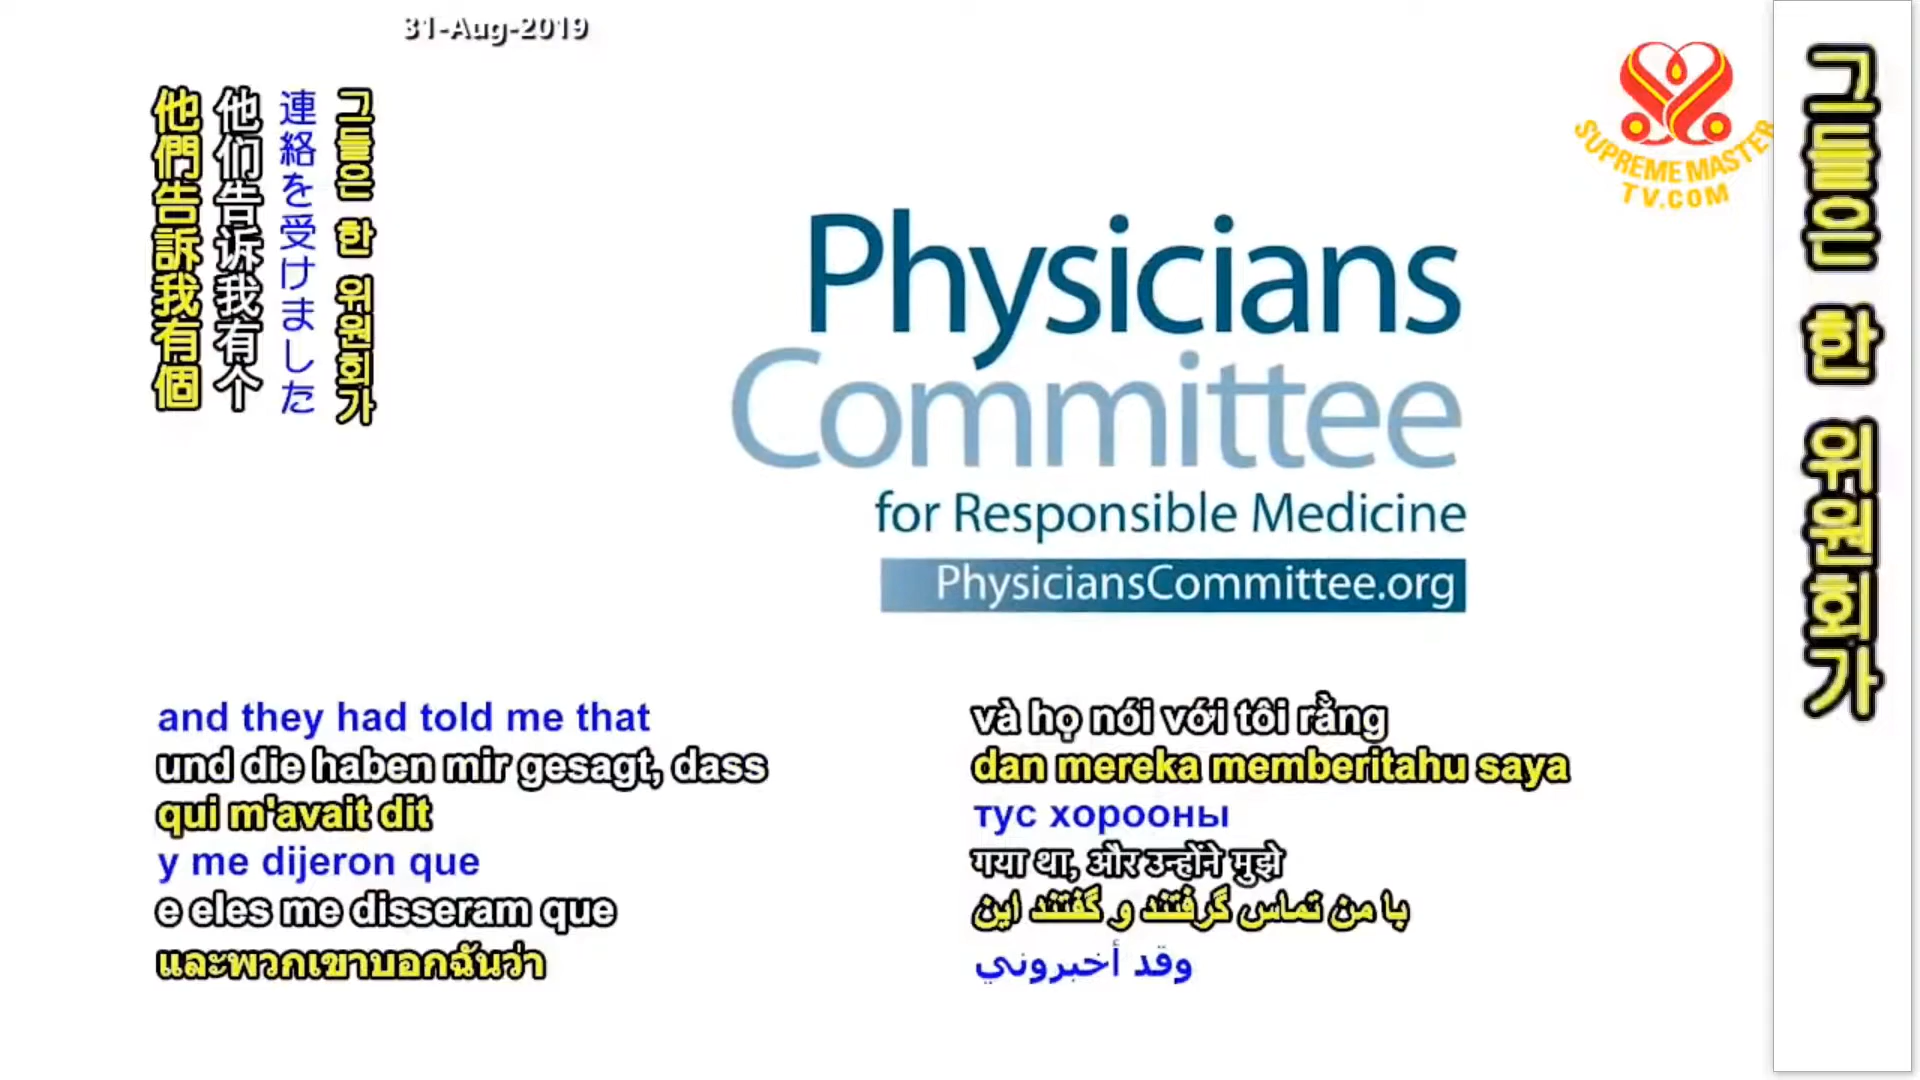 31-Aug-2019
그들은 한 위원회가
連絡を受けました
他们告诉我有个
他們告訴我有個
SUPREME MASTER
TV.COM
그들은 한 위원회가
Physicians
Committee
for Responsible Medicine
PhysiciansCommittee.org
and they had told me that
und die haben mir gesagt, dass
qui m'avait dit
y me dijeron que
e eles me disseram que
และพวกเขาบอกฉันว่า
và họ nói với tôi rằng
dan mereka memberitahu saya
тус хорооны
गया था, और उन्होंने मुझे
با من تماس گرفتند و گفتند این
وقد أخبروني